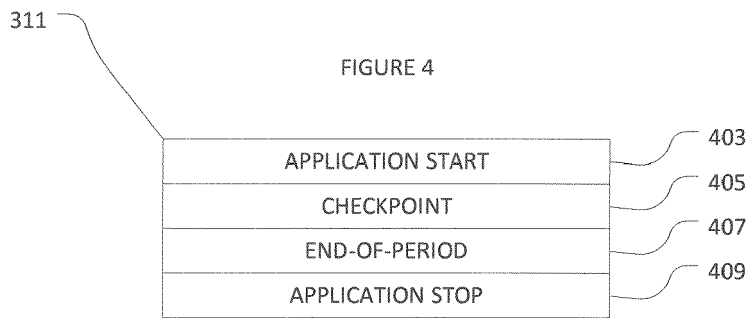 311
FIGURE 4
APPLICATION START 403
CHECKPOINT 405
END-OF-PERIOD 407
APPLICATION STOP 409